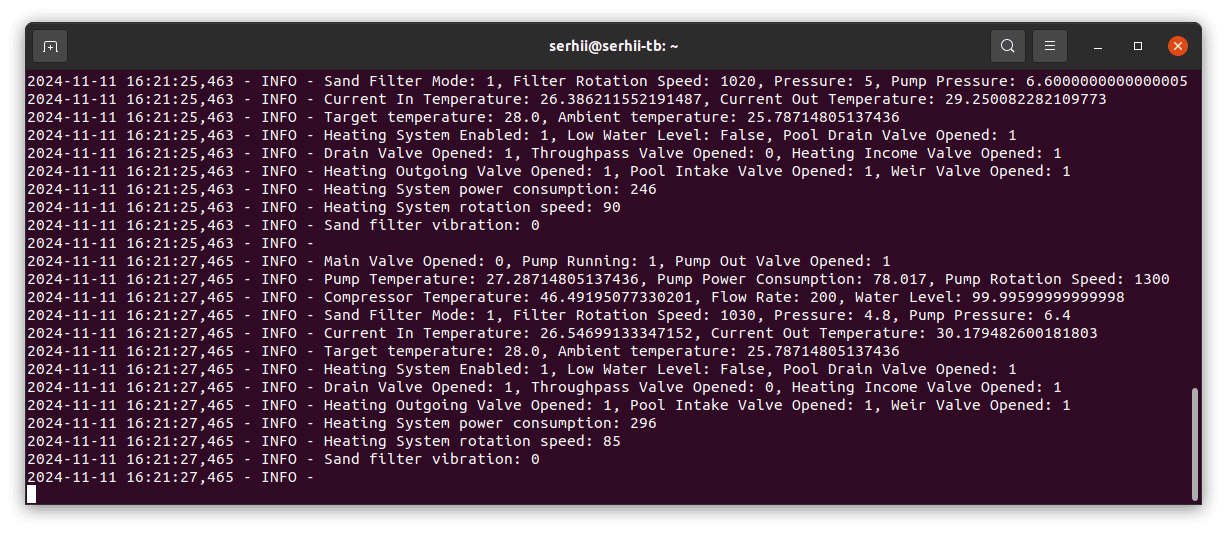 serhii@serhii-tb: ~
2024-11-11 16:21:25,463 - INFO - Sand Filter Mode: 1, Filter Rotation Speed: 1020, Pressure: 5, Pump Pressure: 6.6000000000000005
2024-11-11 16:21:25,463 - INFO - Current In Temperature: 26.386211552191487, Current Out Temperature: 29.250082282109773
2024-11-11 16:21:25,463 - INFO - Target temperature: 28.0, Ambient temperature: 25.78714805137436
2024-11-11 16:21:25,463 - INFO - Heating System Enabled: 1, Low Water Level: False, Pool Drain Valve Opened: 1
2024-11-11 16:21:25,463 - INFO - Drain Valve Opened: 1, Throughpass Valve Opened: 0, Heating Income Valve Opened: 1
2024-11-11 16:21:25,463 - INFO - Heating Outgoing Valve Opened: 1, Pool Intake Valve Opened: 1, Weir Valve Opened: 1
2024-11-11 16:21:25,463 - INFO - Heating System power consumption: 246
2024-11-11 16:21:25,463 - INFO - Heating System rotation speed: 90
2024-11-11 16:21:25,463 - INFO - Sand filter vibration: 0
2024-11-11 16:21:25,463 - INFO -
2024-11-11 16:21:27,465 - INFO - Main Valve Opened: 0, Pump Running: 1, Pump Out Valve Opened: 1
2024-11-11 16:21:27,465 - INFO - Pump Temperature: 27.28714805137436, Pump Power Consumption: 78.017, Pump Rotation Speed: 1300
2024-11-11 16:21:27,465 - INFO - Compressor Temperature: 46.49195077330201, Flow Rate: 200, Water Level: 99.99599999999998
2024-11-11 16:21:27,465 - INFO - Sand Filter Mode: 1, Filter Rotation Speed: 1030, Pressure: 4.8, Pump Pressure: 6.4
2024-11-11 16:21:27,465 - INFO - Current In Temperature: 26.54699133347152, Current Out Temperature: 30.179482600181803
2024-11-11 16:21:27,465 - INFO - Target temperature: 28.0, Ambient temperature: 25.78714805137436
2024-11-11 16:21:27,465 - INFO - Heating System Enabled: 1, Low Water Level: False, Pool Drain Valve Opened: 1
2024-11-11 16:21:27,465 - INFO - Drain Valve Opened: 1, Throughpass Valve Opened: 0, Heating Income Valve Opened: 1
2024-11-11 16:21:27,465 - INFO - Heating Outgoing Valve Opened: 1, Pool Intake Valve Opened: 1, Weir Valve Opened: 1
2024-11-11 16:21:27,465 - INFO - Heating System power consumption: 296
2024-11-11 16:21:27,465 - INFO - Heating System rotation speed: 85
2024-11-11 16:21:27,465 - INFO - Sand filter vibration: 0
2024-11-11 16:21:27,465 - INFO -